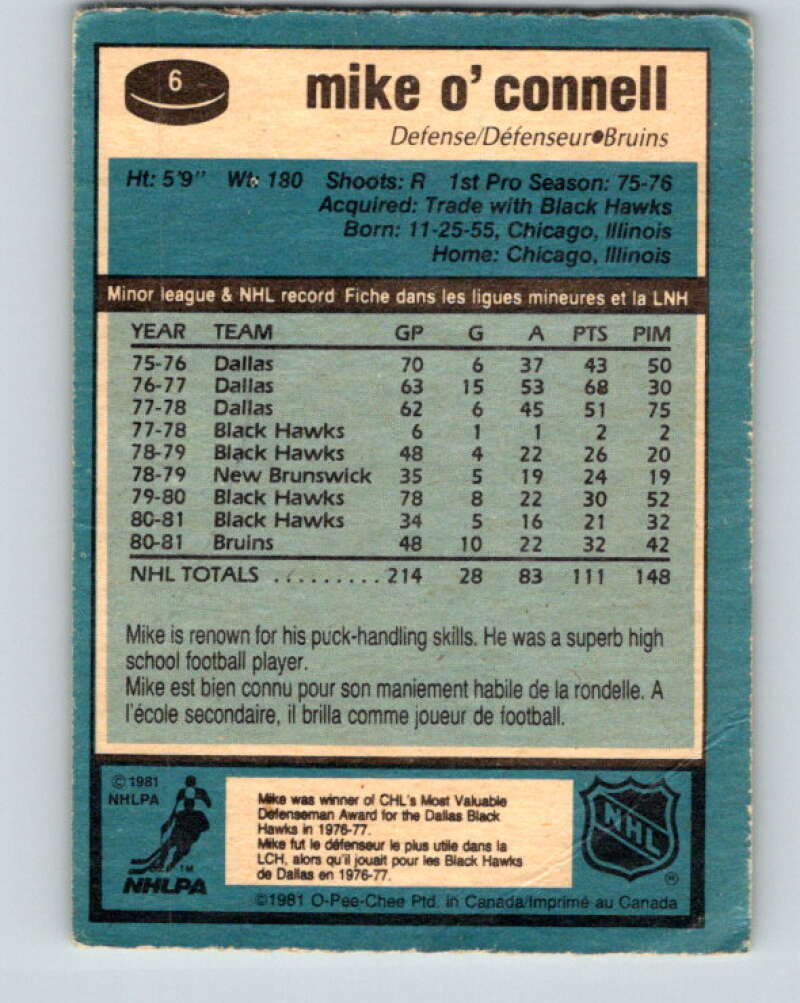 6
mike o' connell
Defense/Défenseur•Bruins
Ht: 5'9" Wt: 180 Shoots: R 1st Pro Season: 75-76
Acquired: Trade with Black Hawks
Born: 11-25-55, Chicago, Illinois
Home: Chicago, Illinois
Minor league & NHL record Fiche dans les ligues mineures et la LNH
YEAR TEAM GP G A PTS PIM
75-76 Dallas 70 6 37 43 50
76-77 Dallas 63 15 53 68 30
77-78 Dallas 62 6 45 51 75
77-78 Black Hawks 6 1 1 2 2
78-79 Black Hawks 48 4 22 26 20
78-79 New Brunswick 35 5 19 24 19
79-80 Black Hawks 78 8 22 30 52
80-81 Black Hawks 34 5 16 21 32
80-81 Bruins 48 10 22 32 42
NHL TOTALS ......... 214 28 83 111 148
Mike is renown for his puck-handling skills. He was a superb high
school football player.
Mike est bien connu pour son maniement habile de la rondelle. A
l'école secondaire, il brilla comme joueur de football.
© 1981
NHLPA
TM
NHLPA
Mike was winner of CHL's Most Valuable
Defenseman Award for the Dallas Black
Hawks in 1976-77.
Mike fut le défenseur le plus utile dans la
LCH, alors qu'il jouait pour les Black Hawks
de Dallas en 1976-77.
NHL
®
©1981 O-Pee-Chee Ptd. in Canada/Imprimé au Canada